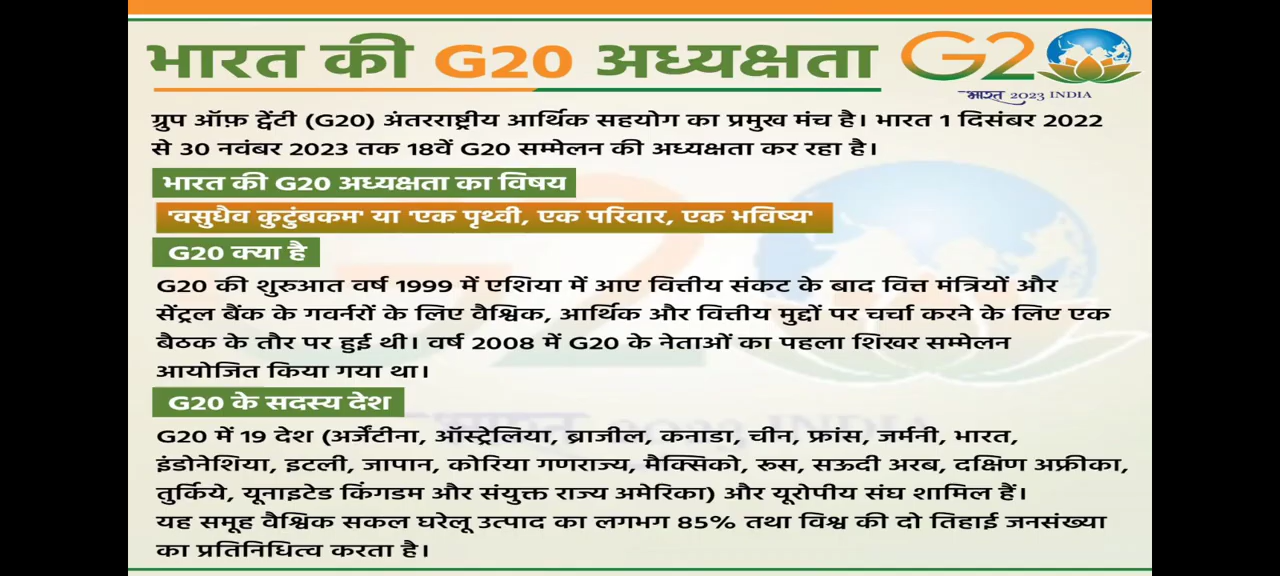 भारत की G20 अध्यक्षता
G20
भारत 2023 INDIA
ग्रुप ऑफ़ ट्वेंटी (G20) अंतरराष्ट्रीय आर्थिक सहयोग का प्रमुख मंच है। भारत 1 दिसंबर 2022
से 30 नवंबर 2023 तक 18वें G20 सम्मेलन की अध्यक्षता कर रहा है।
भारत की G20 अध्यक्षता का विषय
'वसुधैव कुटुंबकम' या 'एक पृथ्वी, एक परिवार, एक भविष्य'
G20 क्या है
G20 की शुरुआत वर्ष 1999 में एशिया में आए वित्तीय संकट के बाद वित्त मंत्रियों और
सेंट्रल बैंक के गवर्नरों के लिए वैश्विक, आर्थिक और वित्तीय मुद्दों पर चर्चा करने के लिए एक
बैठक के तौर पर हुई थी। वर्ष 2008 में G20 के नेताओं का पहला शिखर सम्मेलन
आयोजित किया गया था।
G20 के सदस्य देश
G20 में 19 देश (अर्जेंटीना, ऑस्ट्रेलिया, ब्राजील, कनाडा, चीन, फ्रांस, जर्मनी, भारत,
इंडोनेशिया, इटली, जापान, कोरिया गणराज्य, मैक्सिको, रूस, सऊदी अरब, दक्षिण अफ्रीका,
तुर्किये, यूनाइटेड किंगडम और संयुक्त राज्य अमेरिका) और यूरोपीय संघ शामिल हैं।
यह समूह वैश्विक सकल घरेलू उत्पाद का लगभग 85% तथा विश्व की दो तिहाई जनसंख्या
का प्रतिनिधित्व करता है।